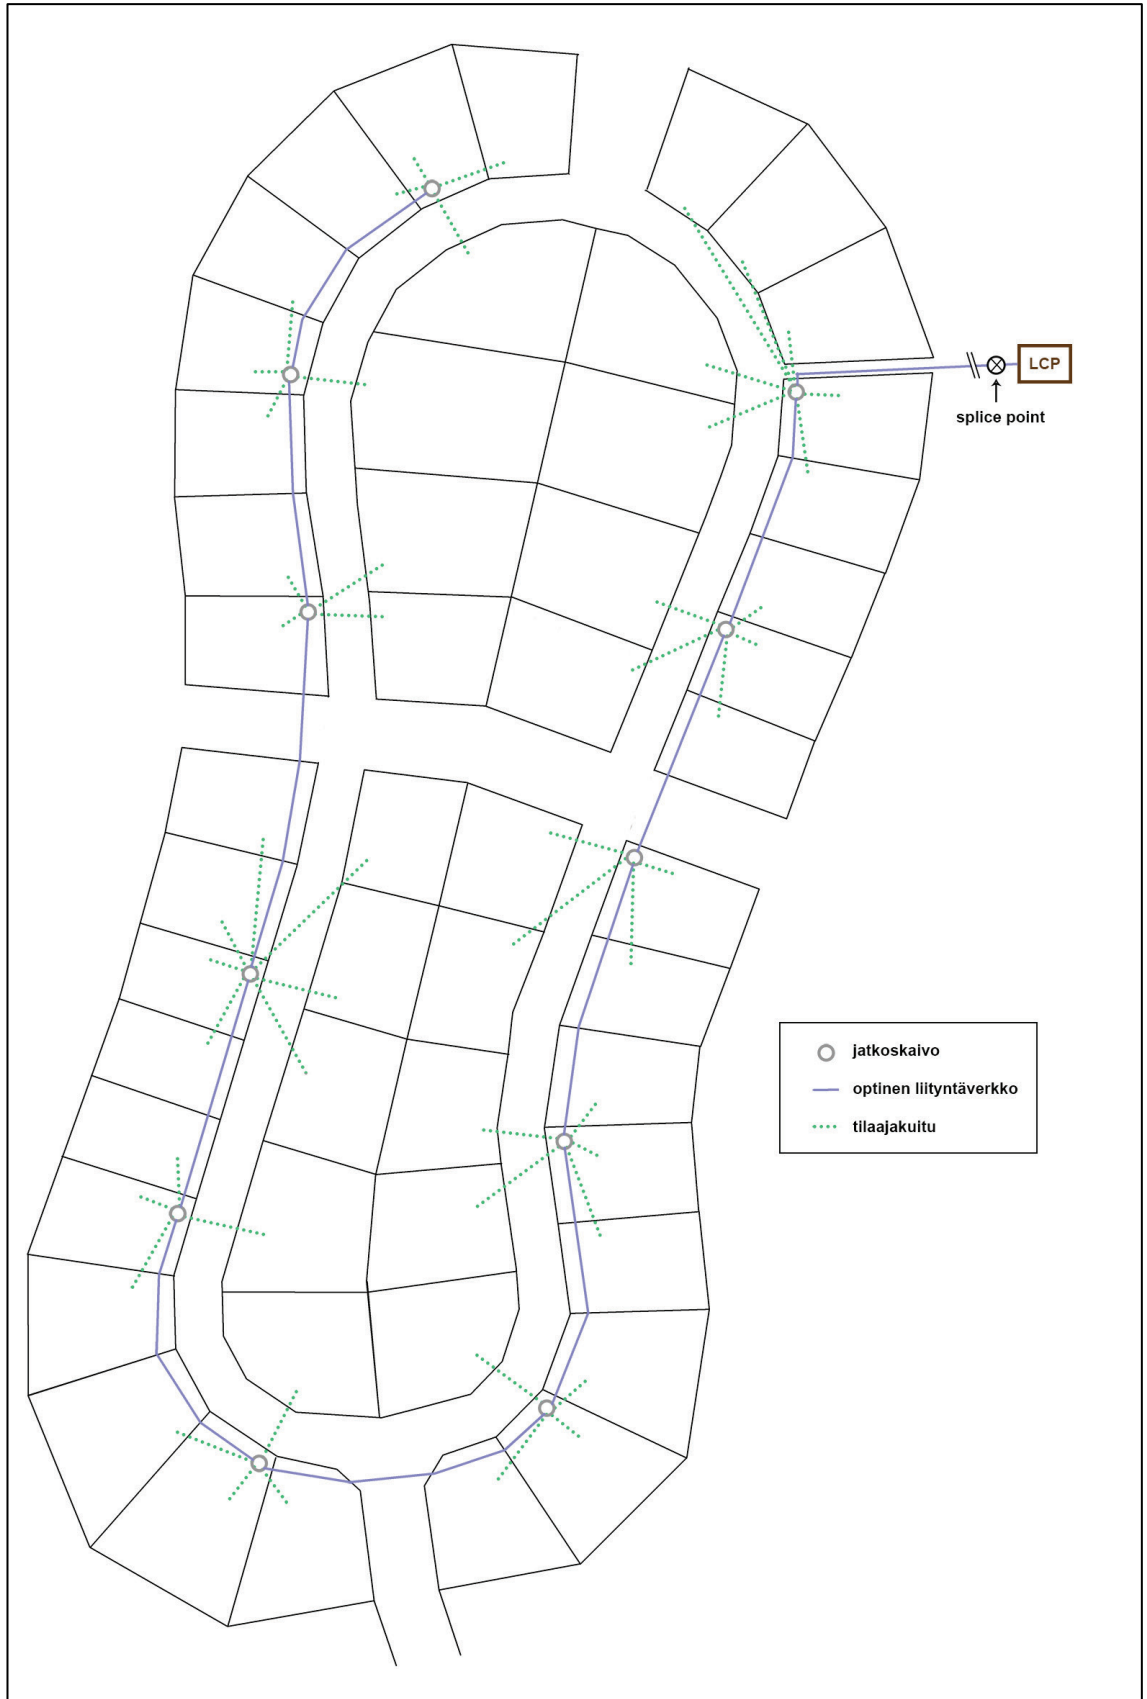 LCP
splice point
jatkoskaivo
optinen liityntäverkko
tilaajakuitu